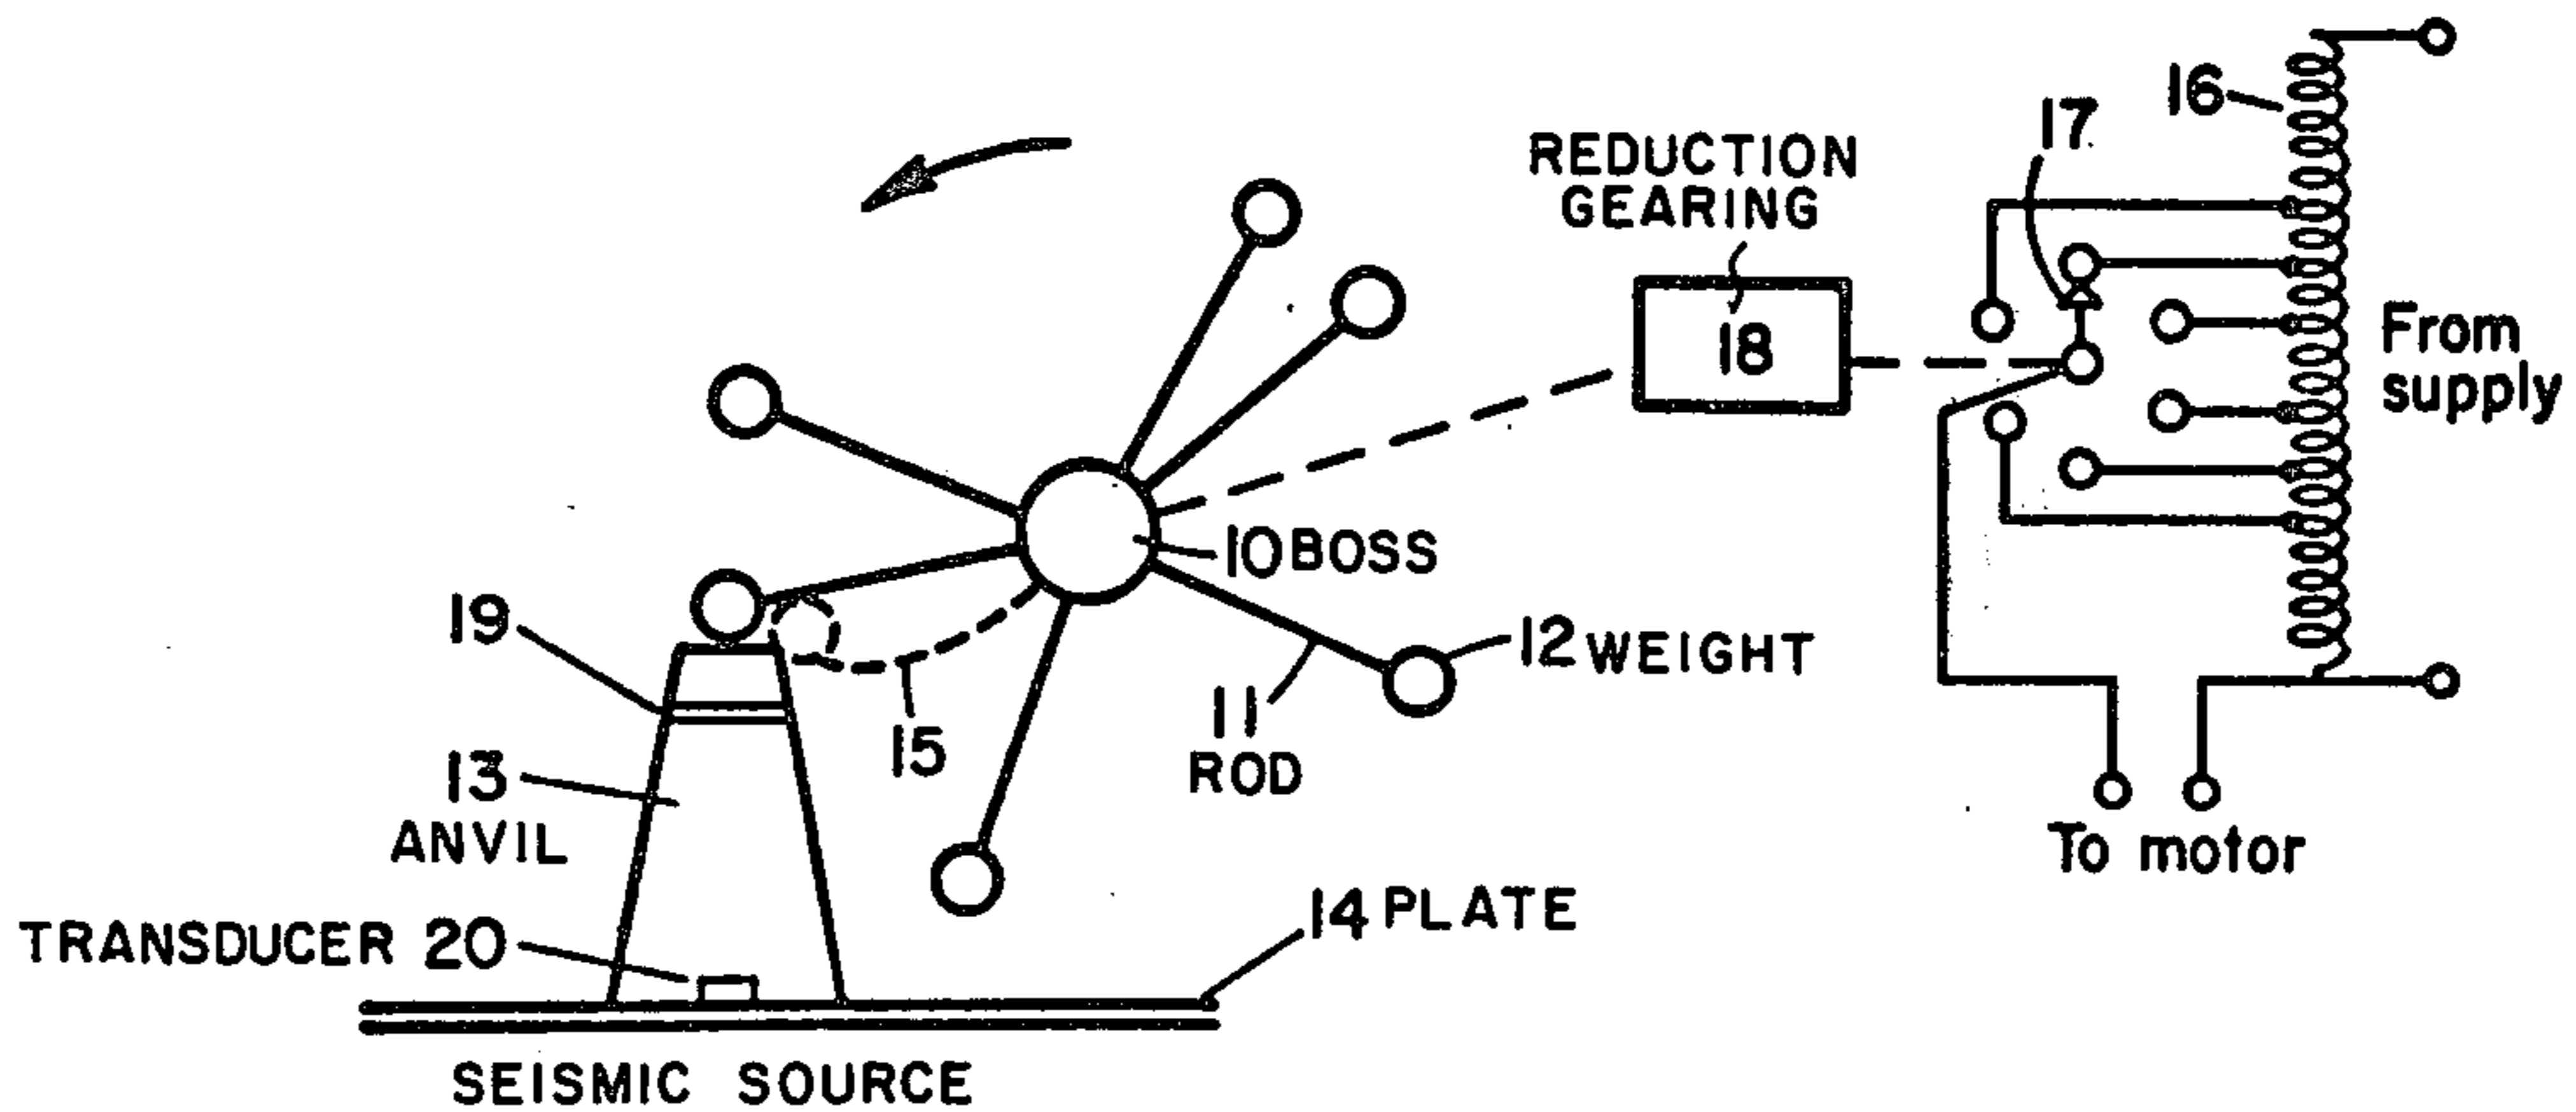 16
17
REDUCTION
GEARING
18
From
supply
10 BOSS
19
12 WEIGHT
11
ROD
15
13
ANVIL
To motor
14 PLATE
TRANSDUCER 20
SEISMIC SOURCE